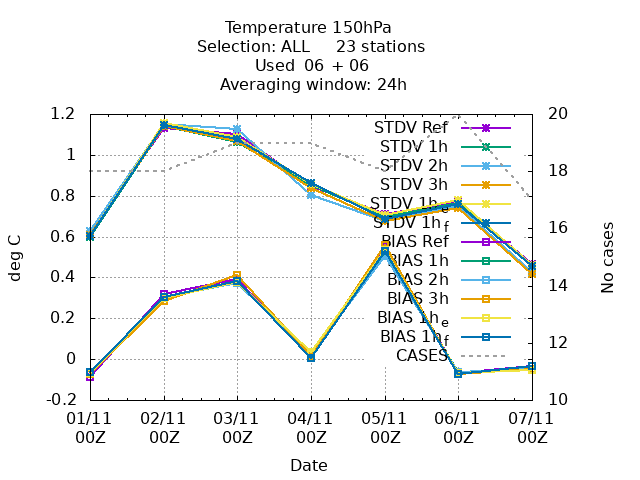 Temperature 150hPa
Selection: ALL     23 stations
Used  06 + 06
Averaging window: 24h
deg C
1.2
1
0.8
0.6
0.4
0.2
0
-0.2
STDV Ref
STDV 1h
STDV 2h
STDV 3h
STDV 1h_e
STDV 1h_f
BIAS Ref
BIAS 1h
BIAS 2h
BIAS 3h
BIAS 1h_e
BIAS 1h_f
CASES
20
18
16
14
12
10
No cases
01/11 02/11 03/11 04/11 05/11 06/11 07/11
00Z 00Z 00Z 00Z 00Z 00Z 00Z
Date